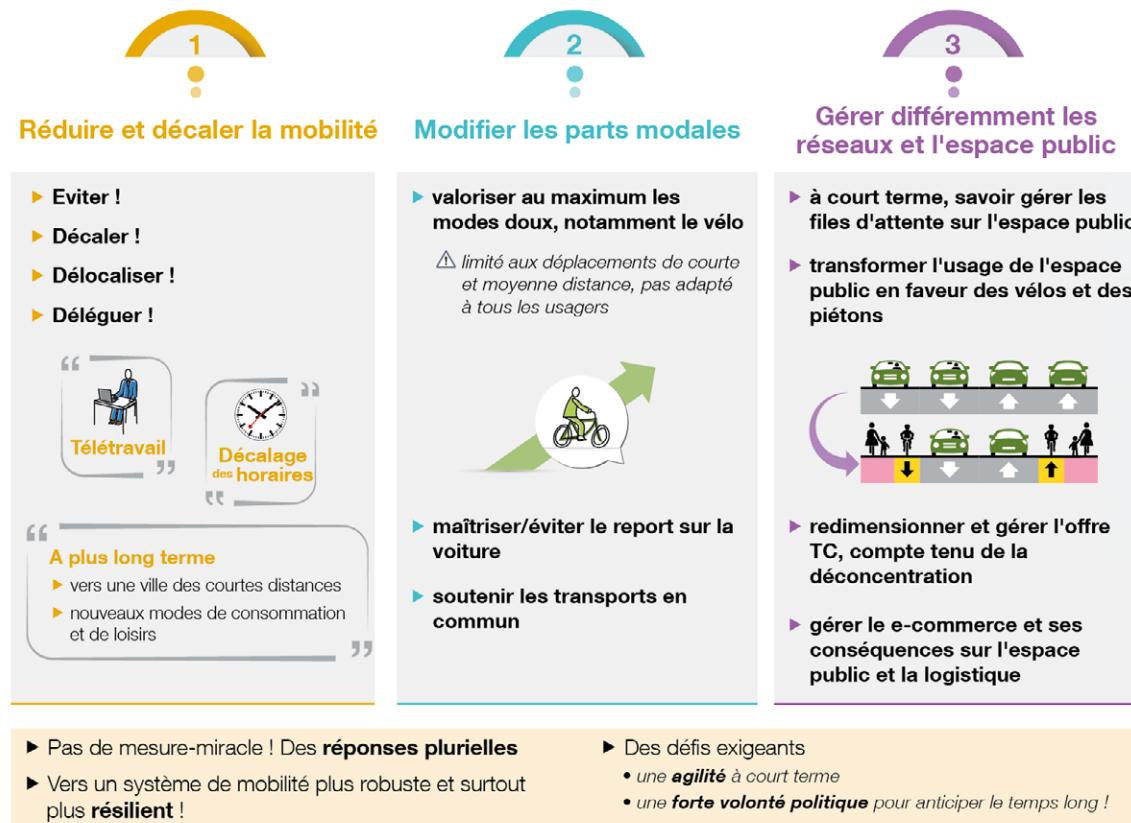 1
Réduire et décaler la mobilité
▶ Eviter !
▶ Décaler !
▶ Délocaliser !
▶ Déléguer !
Télétravail
Décalage
des horaires
A plus long terme
▶ vers une ville des courtes distances
▶ nouveaux modes de consommation
et de loisirs
2
Modifier les parts modales
▶ valoriser au maximum les
modes doux, notamment le vélo
⚠ limité aux déplacements de courte
et moyenne distance, pas adapté
à tous les usagers
▶ maîtriser/éviter le report sur la
voiture
▶ soutenir les transports en
commun
3
Gérer différemment les
réseaux et l'espace public
▶ à court terme, savoir gérer les
files d'attente sur l'espace public
▶ transformer l'usage de l'espace
public en faveur des vélos et des
piétons
▶ redimensionner et gérer l'offre
TC, compte tenu de la
déconcentration
▶ gérer le e-commerce et ses
conséquences sur l'espace
public et la logistique
▶ Pas de mesure-miracle ! Des réponses plurielles
▶ Vers un système de mobilité plus robuste et surtout
plus résilient !
▶ Des défis exigeants
• une agilité à court terme
• une forte volonté politique pour anticiper le temps long !